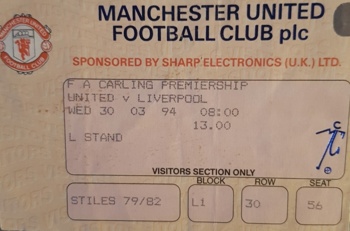 MANCHESTER UNITED
FOOTBALL CLUB plc
SPONSORED BY SHARP ELECTRONICS (U.K.) LTD.
F A CARLING PREMIERSHIP
UNITED v LIVERPOOL
WED 30 03 94 08:00
13.00
L STAND
VISITORS SECTION ONLY
BLOCK ROW SEAT
STILES 79/82 L1 30 56